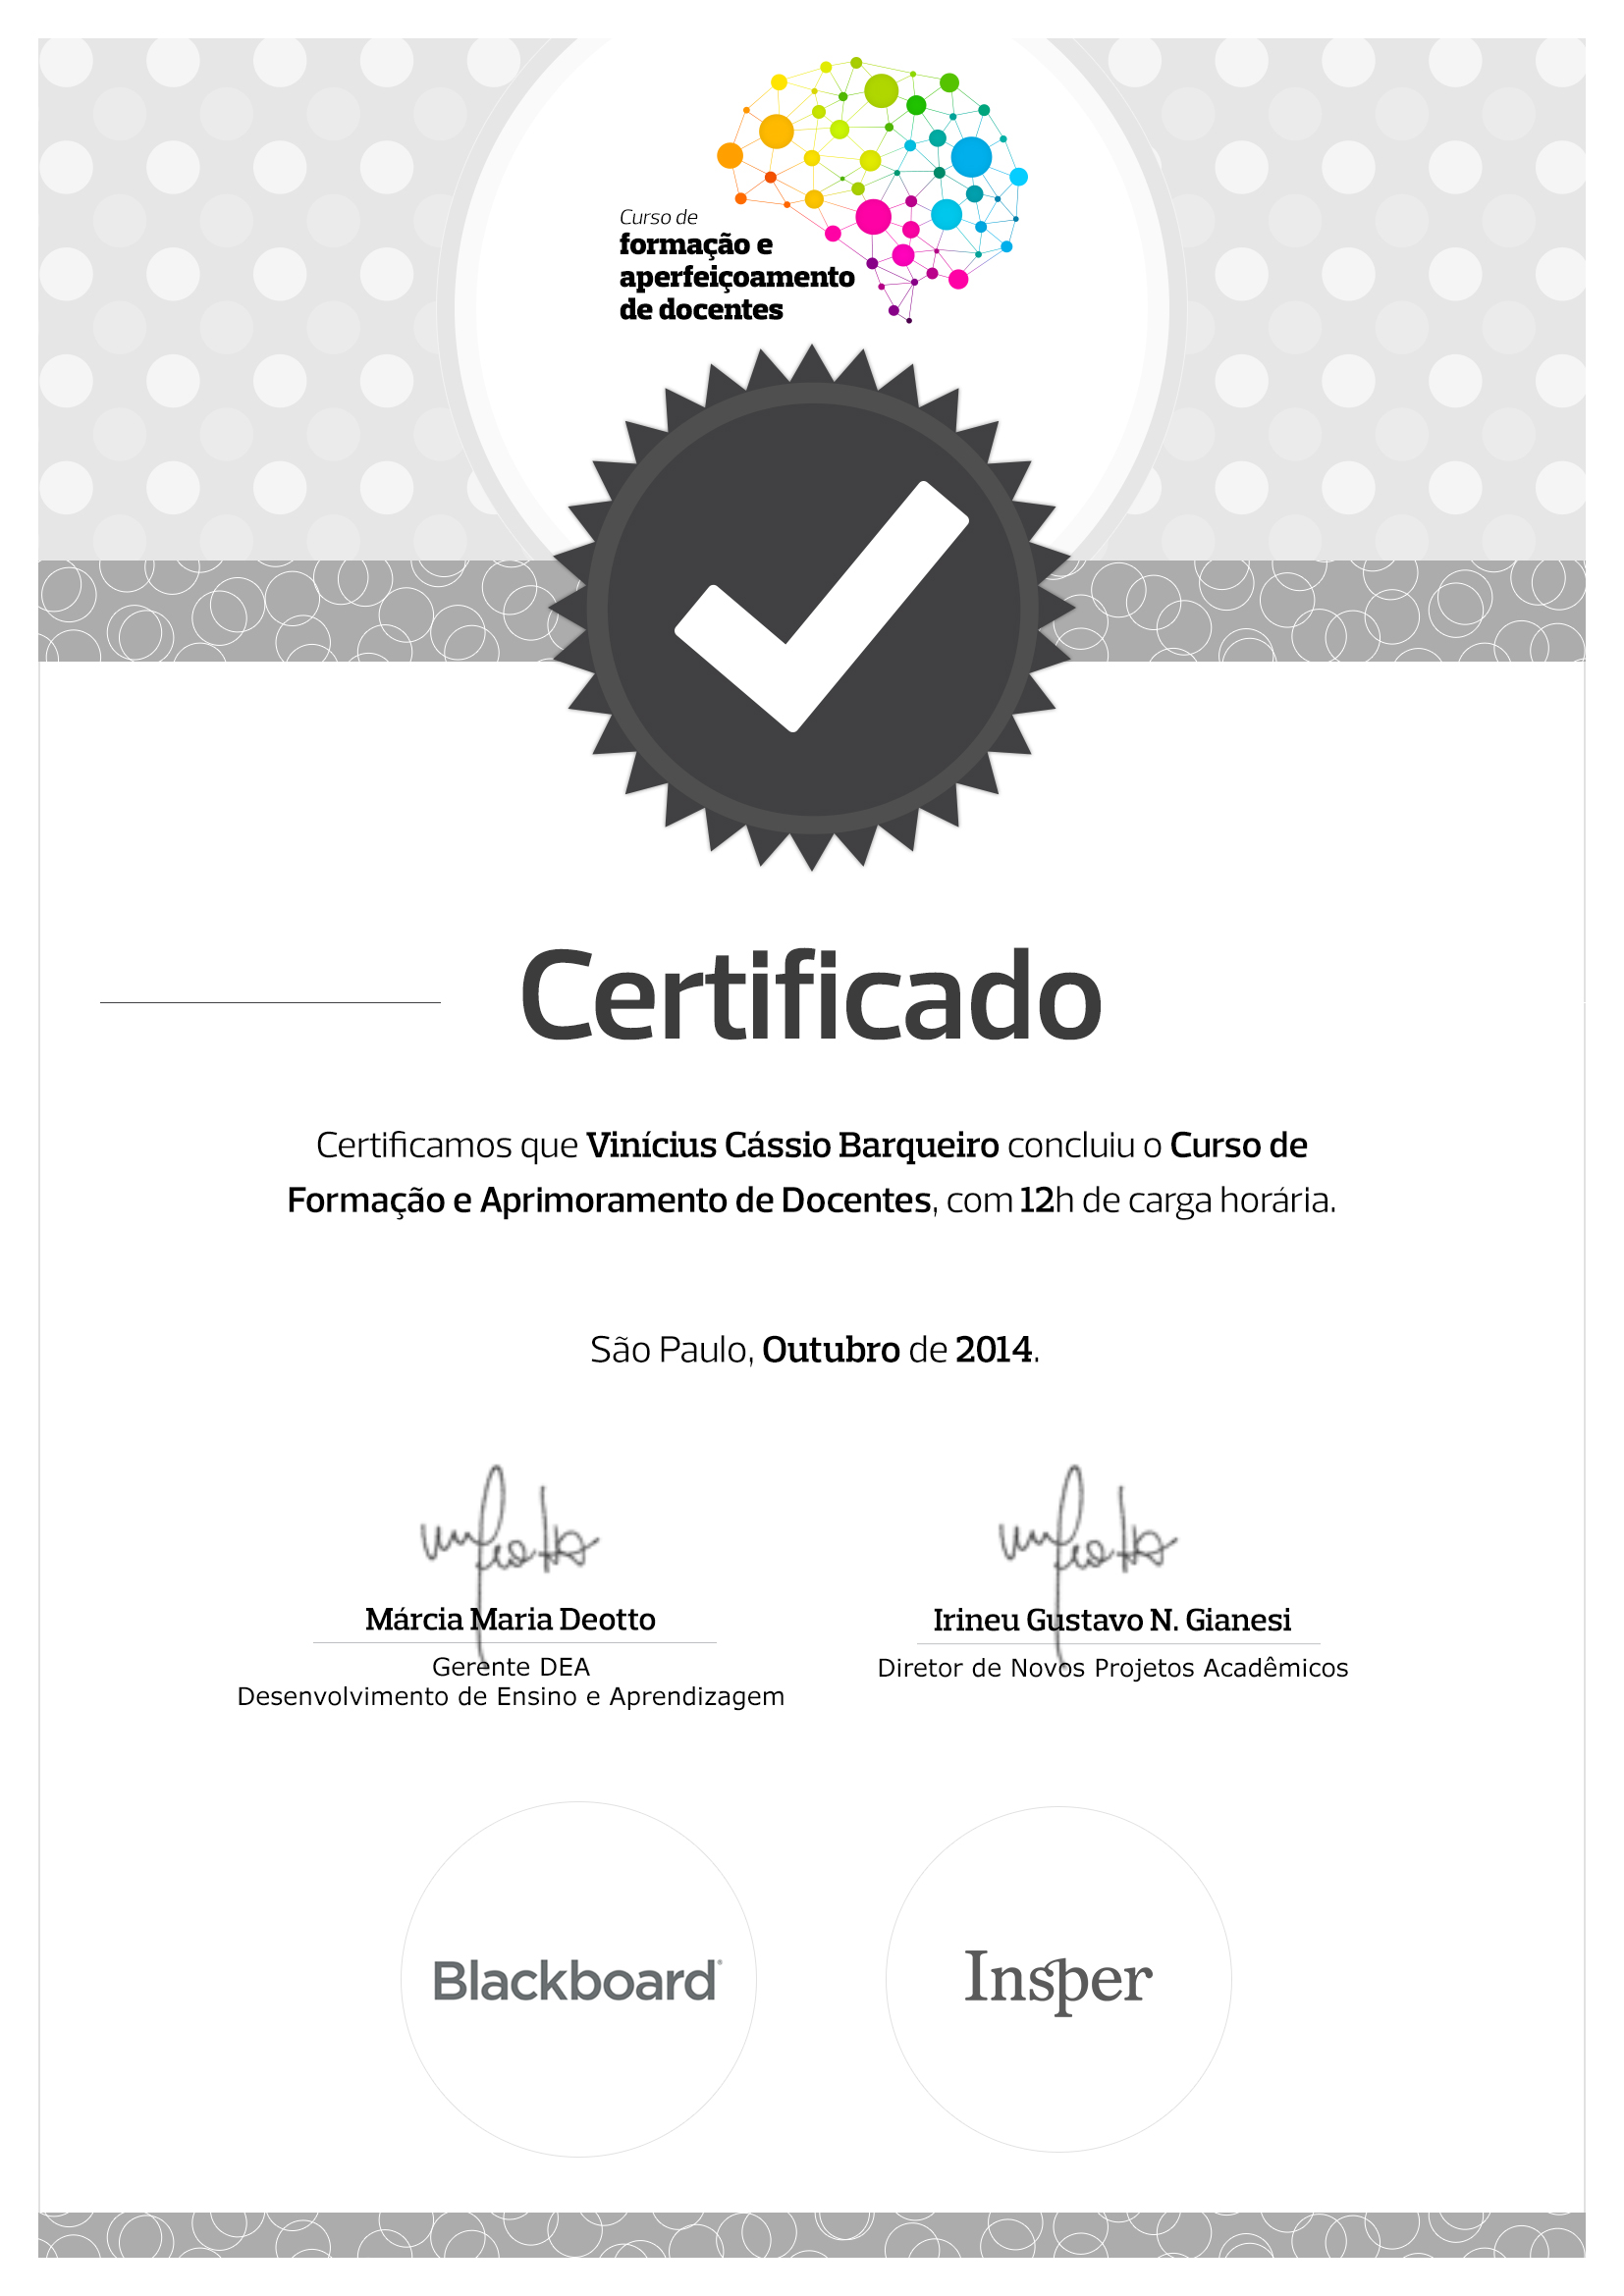 Curso de
formação e
aperfeiçoamento
de docentes
Certificado
Certificamos que Vinícius Cássio Barqueiro concluiu o Curso de
Formação e Aprimoramento de Docentes, com 12h de carga horária.
São Paulo, Outubro de 2014.
Márcia Maria Deotto
Gerente DEA
Desenvolvimento de Ensino e Aprendizagem
Irineu Gustavo N. Gianesi
Diretor de Novos Projetos Acadêmicos
Blackboard®
Insper